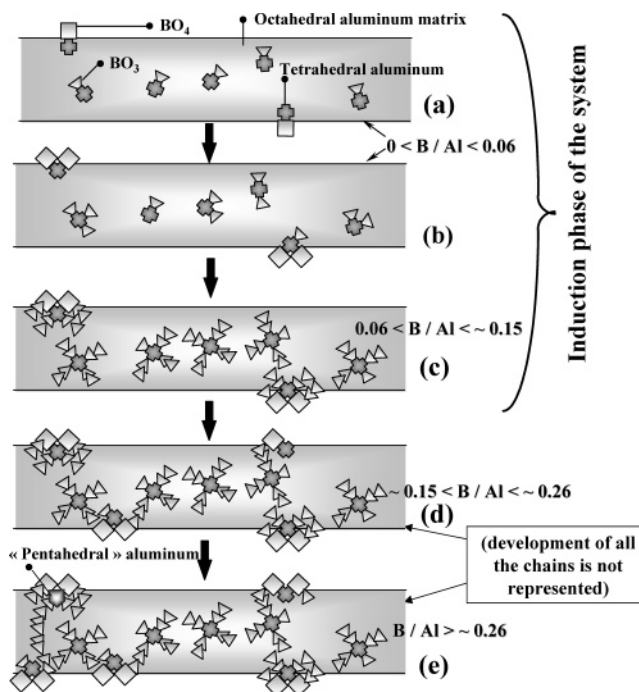 BO4
Octahedral aluminum matrix
BO3
Tetrahedral aluminum
(a)
0 < B / Al < 0.06
(b)
0.06 < B / Al < ~ 0.15
(c)
Induction phase of the system
~ 0.15 < B / Al < ~ 0.26
(d)
« Pentahedral » aluminum
(development of all
the chains is not
represented)
B / Al > ~ 0.26
(e)